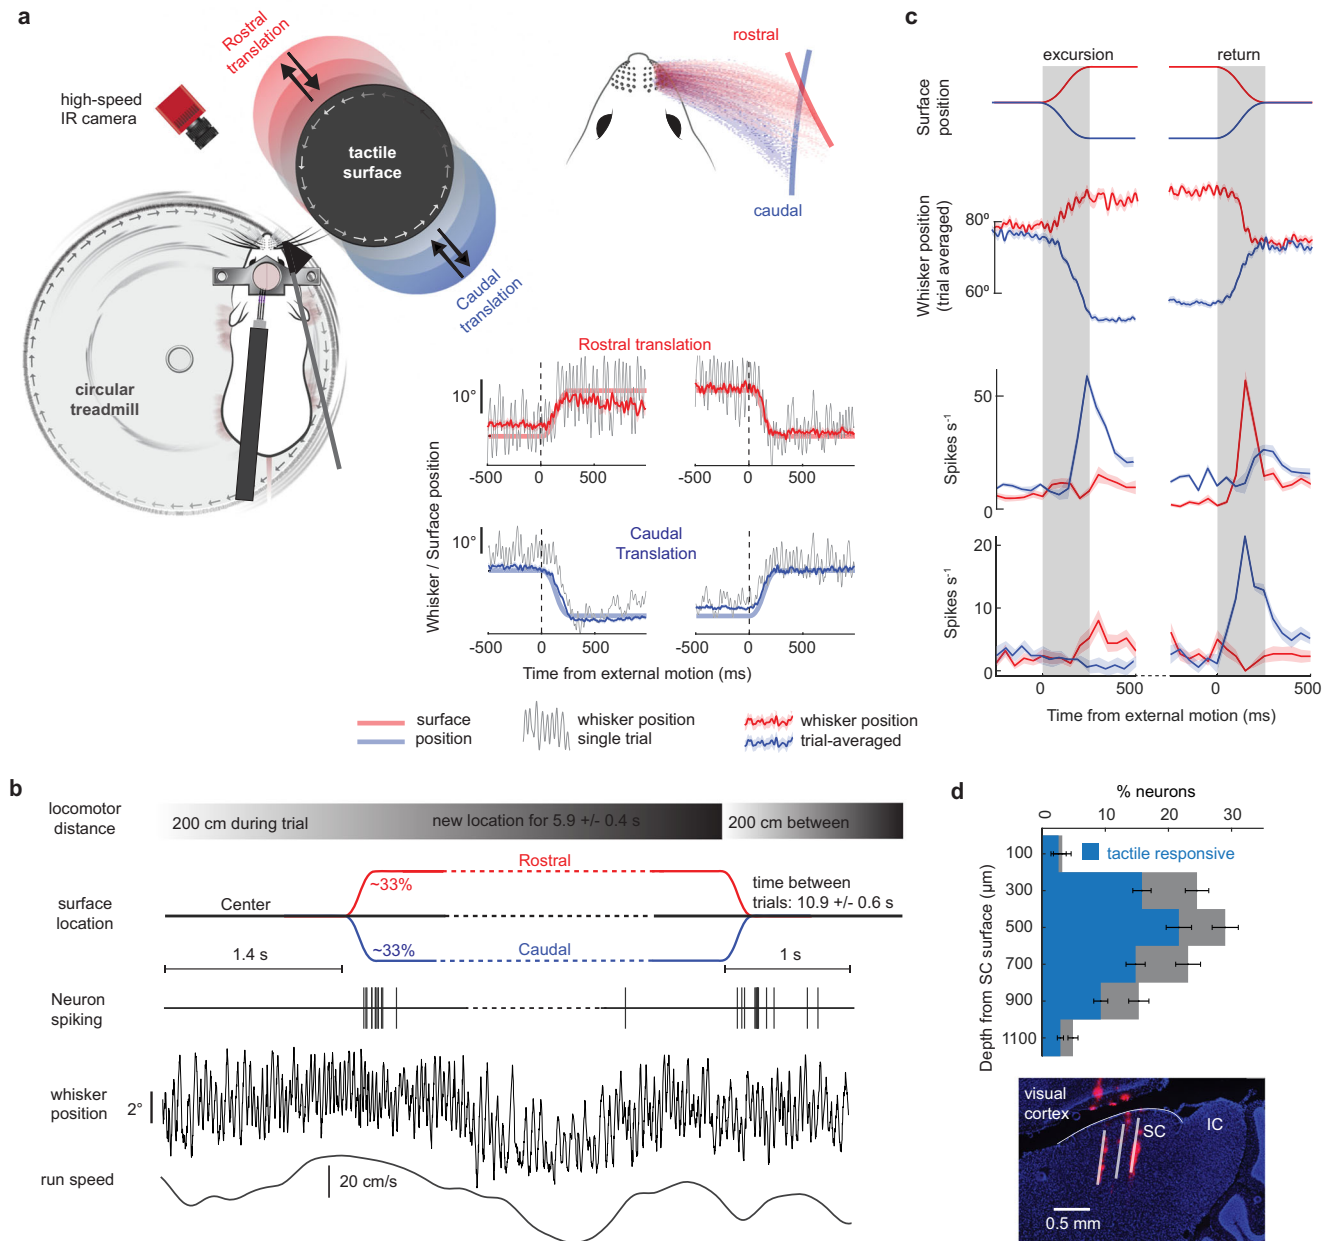 a
Rostral
translation
high-speed
IR camera
tactile
surface
Caudal
translation
circular
treadmill
rostral
caudal
Rostral translation
10°
-500
0
500
-500
0
500
Caudal
Translation
10°
-500
0
500
-500
0
500
Whisker / Surface position
Time from external motion (ms)
surface
position
whisker position
single trial
whisker position
trial-averaged
c
excursion
return
Surface
position
Whisker position
(trial averaged)
80º
60º
Spikes s⁻¹
50
0
Spikes s⁻¹
20
10
0
0
500
0
500
Time from external motion (ms)
b
locomotor
distance
200 cm during trial
new location for 5.9 +/- 0.4 s
200 cm between
surface
location
Center
Rostral
~33%
~33%
Caudal
time between
trials: 10.9 +/- 0.6 s
1.4 s
1 s
Neuron
spiking
whisker
position
2°
run speed
20 cm/s
d
% neurons
0
10
20
30
tactile responsive
Depth from SC surface (µm)
100
300
500
700
900
1100
visual
cortex
SC
IC
0.5 mm